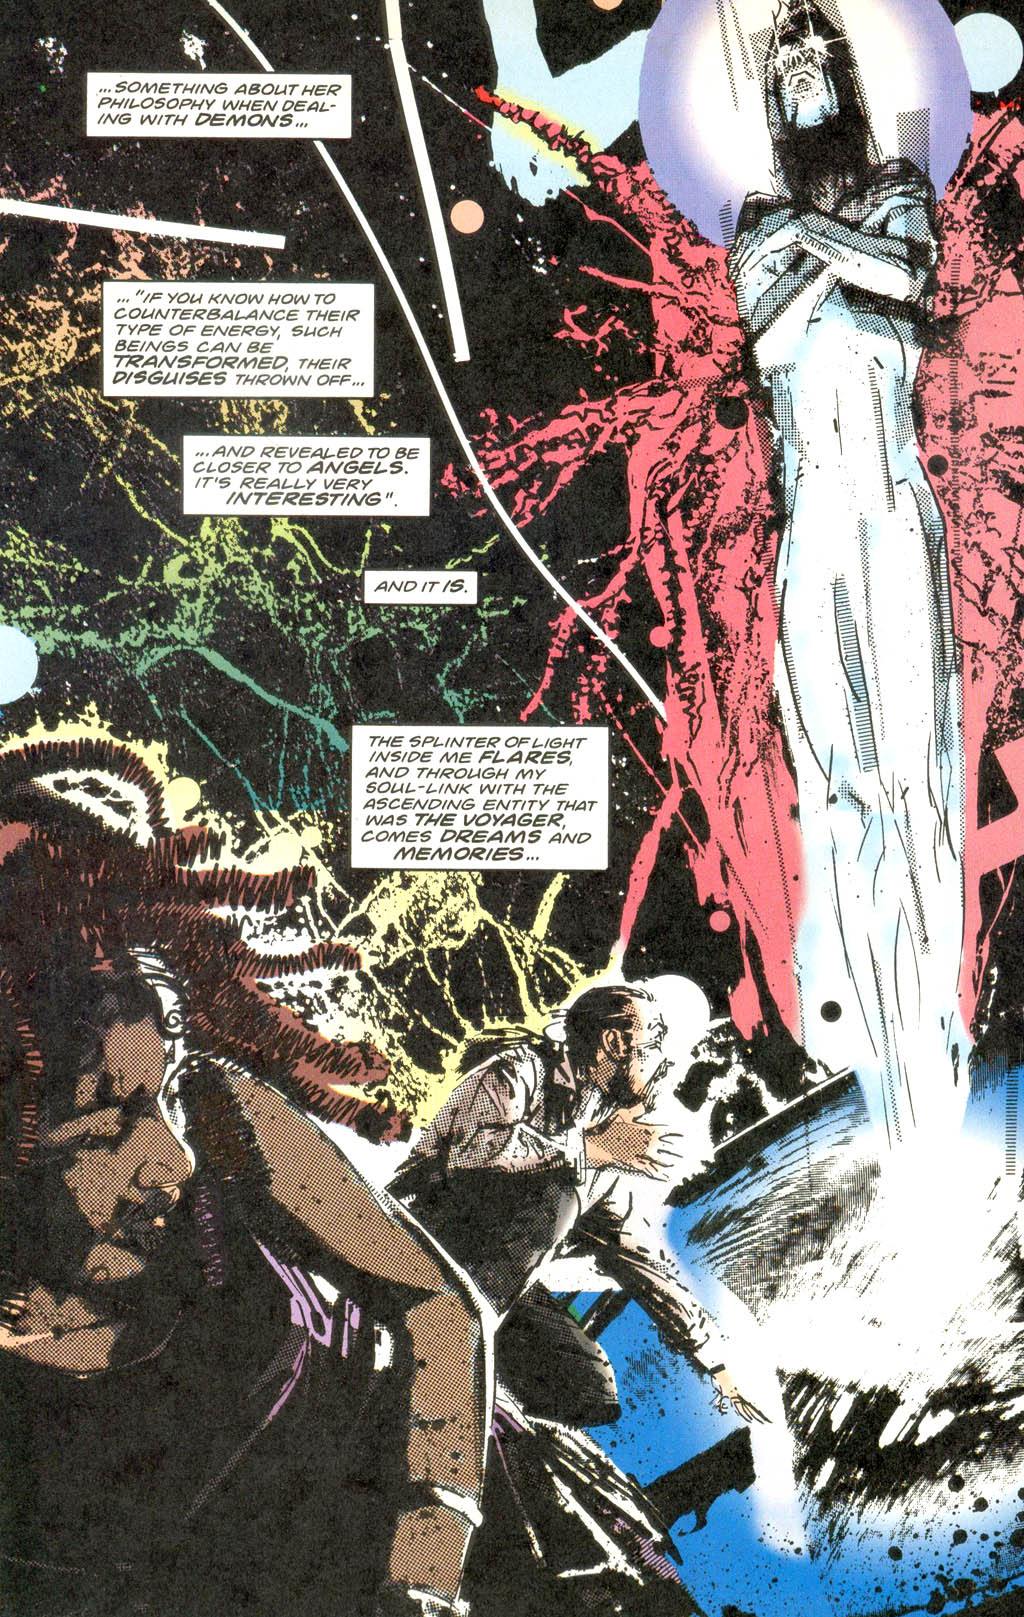 ...SOMETHING ABOUT HER
PHILOSOPHY WHEN DEAL-
ING WITH DEMONS...
... "IF YOU KNOW HOW TO
COUNTERBALANCE THEIR
TYPE OF ENERGY, SUCH
BEINGS CAN BE
TRANSFORMED, THEIR
DISGUISES THROWN OFF...
...AND REVEALED TO BE
CLOSER TO ANGELS.
IT'S REALLY VERY
INTERESTING".
AND IT IS.
THE SPLINTER OF LIGHT
INSIDE ME FLARES,
AND THROUGH MY
SOUL-LINK WITH THE
ASCENDING ENTITY THAT
WAS THE VOYAGER,
COMES DREAMS AND
MEMORIES...